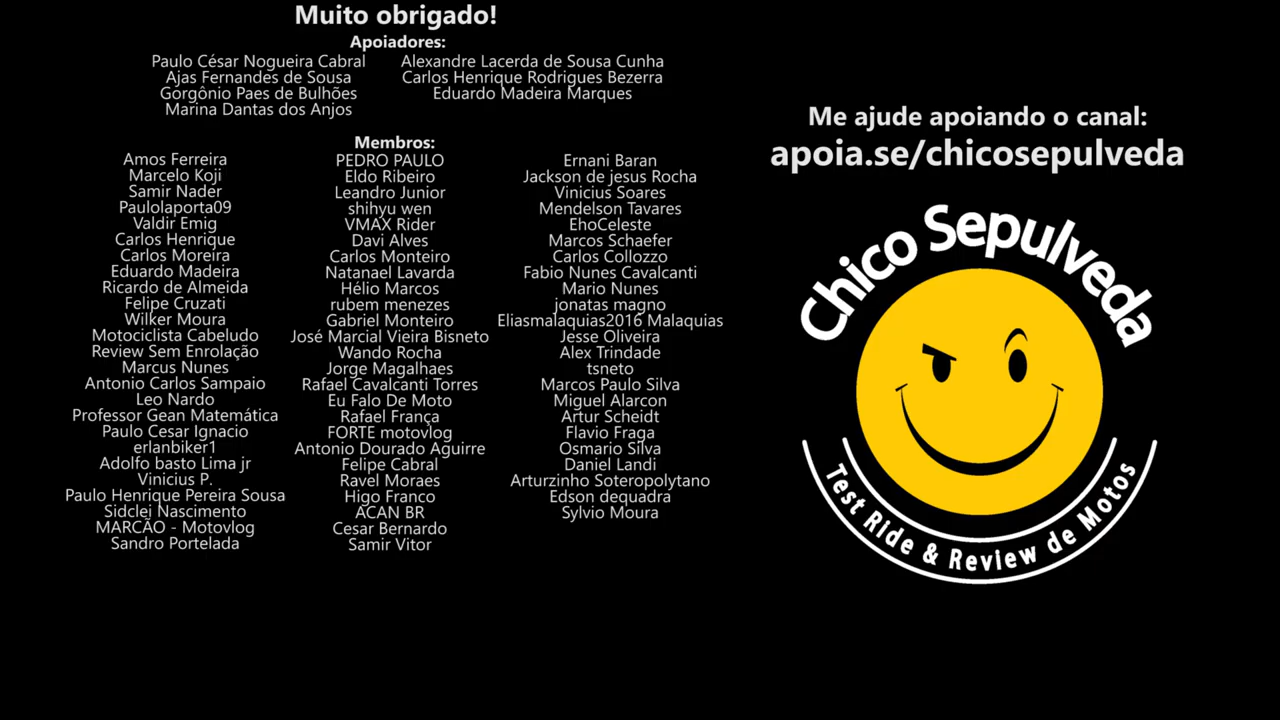 Muito obrigado!
Apoiadores:
Paulo César Nogueira Cabral
Ajas Fernandes de Sousa
Gorgônio Paes de Bulhões
Marina Dantas dos Anjos
Alexandre Lacerda de Sousa Cunha
Carlos Henrique Rodrigues Bezerra
Eduardo Madeira Marques
Membros:
Amos Ferreira
Marcelo Koji
Samir Nader
Paulolaporta09
Valdir Emig
Carlos Henrique
Carlos Moreira
Eduardo Madeira
Ricardo de Almeida
Felipe Cruzati
Wilker Moura
Motociclista Cabeludo
Review Sem Enrolação
Marcus Nunes
Antonio Carlos Sampaio
Leo Nardo
Professor Gean Matemática
Paulo Cesar Ignacio
erlanbiker1
Adolfo basto Lima jr
Vinicius P.
Paulo Henrique Pereira Sousa
Sidclei Nascimento
MARCÃO - Motovlog
Sandro Portelada
PEDRO PAULO
Eldo Ribeiro
Leandro Junior
shihyu wen
VMAX Rider
Davi Alves
Carlos Monteiro
Natanael Lavarda
Hélio Marcos
rubem menezes
Gabriel Monteiro
José Marcial Vieira Bisneto
Wando Rocha
Jorge Magalhaes
Rafael Cavalcanti Torres
Eu Falo De Moto
Rafael França
FORTE motovlog
Antonio Dourado Aguirre
Felipe Cabral
Ravel Moraes
Higo Franco
ACAN BR
Cesar Bernardo
Samir Vitor
Ernani Baran
Jackson de jesus Rocha
Vinicius Soares
Mendelson Tavares
EhoCeleste
Marcos Schaefer
Carlos Collozzo
Fabio Nunes Cavalcanti
Mario Nunes
jonatas magno
Eliasmalaquias2016 Malaquias
Jesse Oliveira
Alex Trindade
tsneto
Marcos Paulo Silva
Miguel Alarcon
Artur Scheidt
Flavio Fraga
Osmario Silva
Daniel Landi
Arturzinho Soteropolytano
Edson dequadra
Sylvio Moura
Me ajude apoiando o canal:
apoia.se/chicosepulveda
Chico Sepulveda
Test Ride & Review de Motos